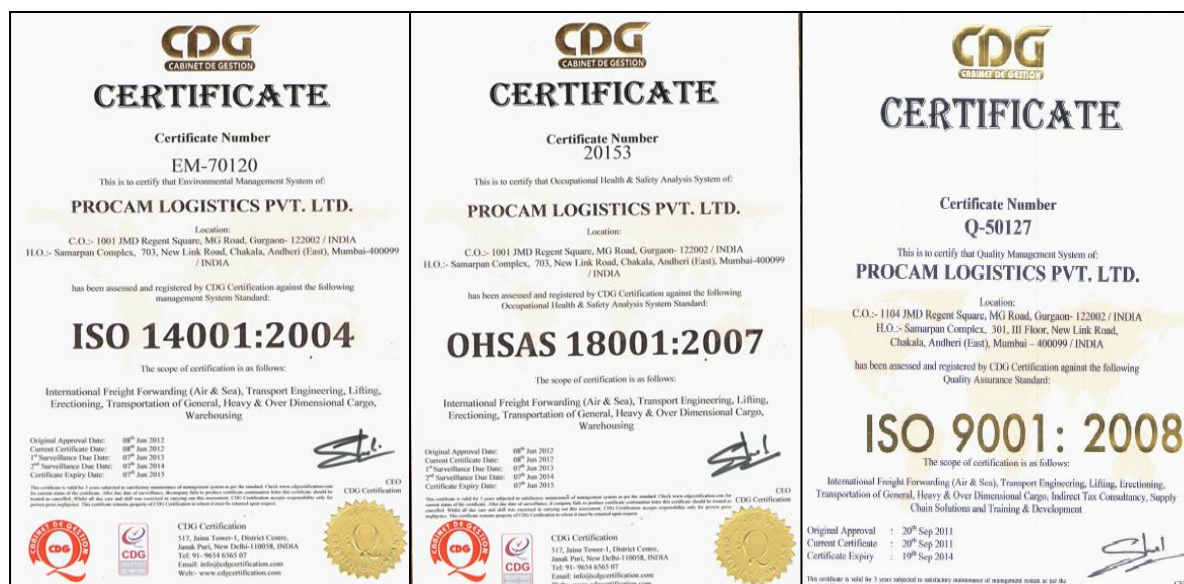 CDG
CABINET DE GESTION
CERTIFICATE
Certificate Number
EM-70120
This is to certify that Environmental Management System of:
PROCAM LOGISTICS PVT. LTD.
Location:
C.O.:- 1001 JMD Regent Square, MG Road, Gurgaon- 122002 / INDIA
H.O.:- Samarpan Complex, 703, New Link Road, Chakala, Andheri (East), Mumbai-400099
/ INDIA
has been assessed and registered by CDG Certification against the following
management System Standard:
ISO 14001:2004
The scope of certification is as follows:
International Freight Forwarding (Air & Sea), Transport Engineering, Lifting,
Erectioning, Transportation of General, Heavy & Over Dimensional Cargo,
Warehousing
Original Approval Date: 08th Jun 2012
Current Certificate Date: 08th Jun 2012
1st Surveillance Due Date: 07th Jun 2013
2nd Surveillance Due Date: 07th Jun 2014
Certificate Expiry Date: 07th Jun 2015
CEO
CDG Certification
CDG
CDG
CDG Certification
517, Jaina Tower-1, District Centre,
Janak Puri, New Delhi-110058, INDIA
Tel: 91- 9654 6565 07
Email: info@cdgcertification.com
Web:- www.cdgcertification.com
CDG
CABINET DE GESTION
CERTIFICATE
Certificate Number
20153
This is to certify that Occupational Health & Safety Analysis System of:
PROCAM LOGISTICS PVT. LTD.
Location:
C.O.:- 1001 JMD Regent Square, MG Road, Gurgaon- 122002 / INDIA
H.O.:- Samarpan Complex, 703, New Link Road, Chakala, Andheri (East), Mumbai-400099
/ INDIA
has been assessed and registered by CDG Certification against the following
Occupational Health & Safety Analysis System Standard:
OHSAS 18001:2007
The scope of certification is as follows:
International Freight Forwarding (Air & Sea), Transport Engineering, Lifting,
Erectioning, Transportation of General, Heavy & Over Dimensional Cargo,
Warehousing
Original Approval Date: 08th Jun 2012
Current Certificate Date: 08th Jun 2012
1st Surveillance Due Date: 07th Jun 2013
2nd Surveillance Due Date: 07th Jun 2014
Certificate Expiry Date: 07th Jun 2015
CEO
CDG Certification
CDG
CDG
CDG Certification
517, Jaina Tower-1, District Centre,
Janak Puri, New Delhi-110058, INDIA
Tel: 91- 9654 6565 07
Email: info@cdgcertification.com
CDG
CABINET DE GESTION
CERTIFICATE
Certificate Number
Q-50127
This is to certify that Quality Management System of:
PROCAM LOGISTICS PVT. LTD.
Location:
C.O.:- 1104 JMD Regent Square, MG Road, Gurgaon- 122002 / INDIA
H.O.:- Samarpan Complex, 301, III Floor, New Link Road,
Chakala, Andheri (East), Mumbai – 400099 / INDIA
has been assessed and registered by CDG Certification against the following
Quality Assurance Standard:
ISO 9001: 2008
The scope of certification is as follows:
International Freight Forwarding (Air & Sea), Transport Engineering, Lifting, Erectioning,
Transportation of General, Heavy & Over Dimensional Cargo, Indirect Tax Consultancy, Supply
Chain Solutions and Training & Development
Original Approval : 20th Sep 2011
Current Certificate : 20th Sep 2011
Certificate Expiry : 19th Sep 2014
This certificate is valid for 3 years subjected to satisfactory maintenance of management system as per the